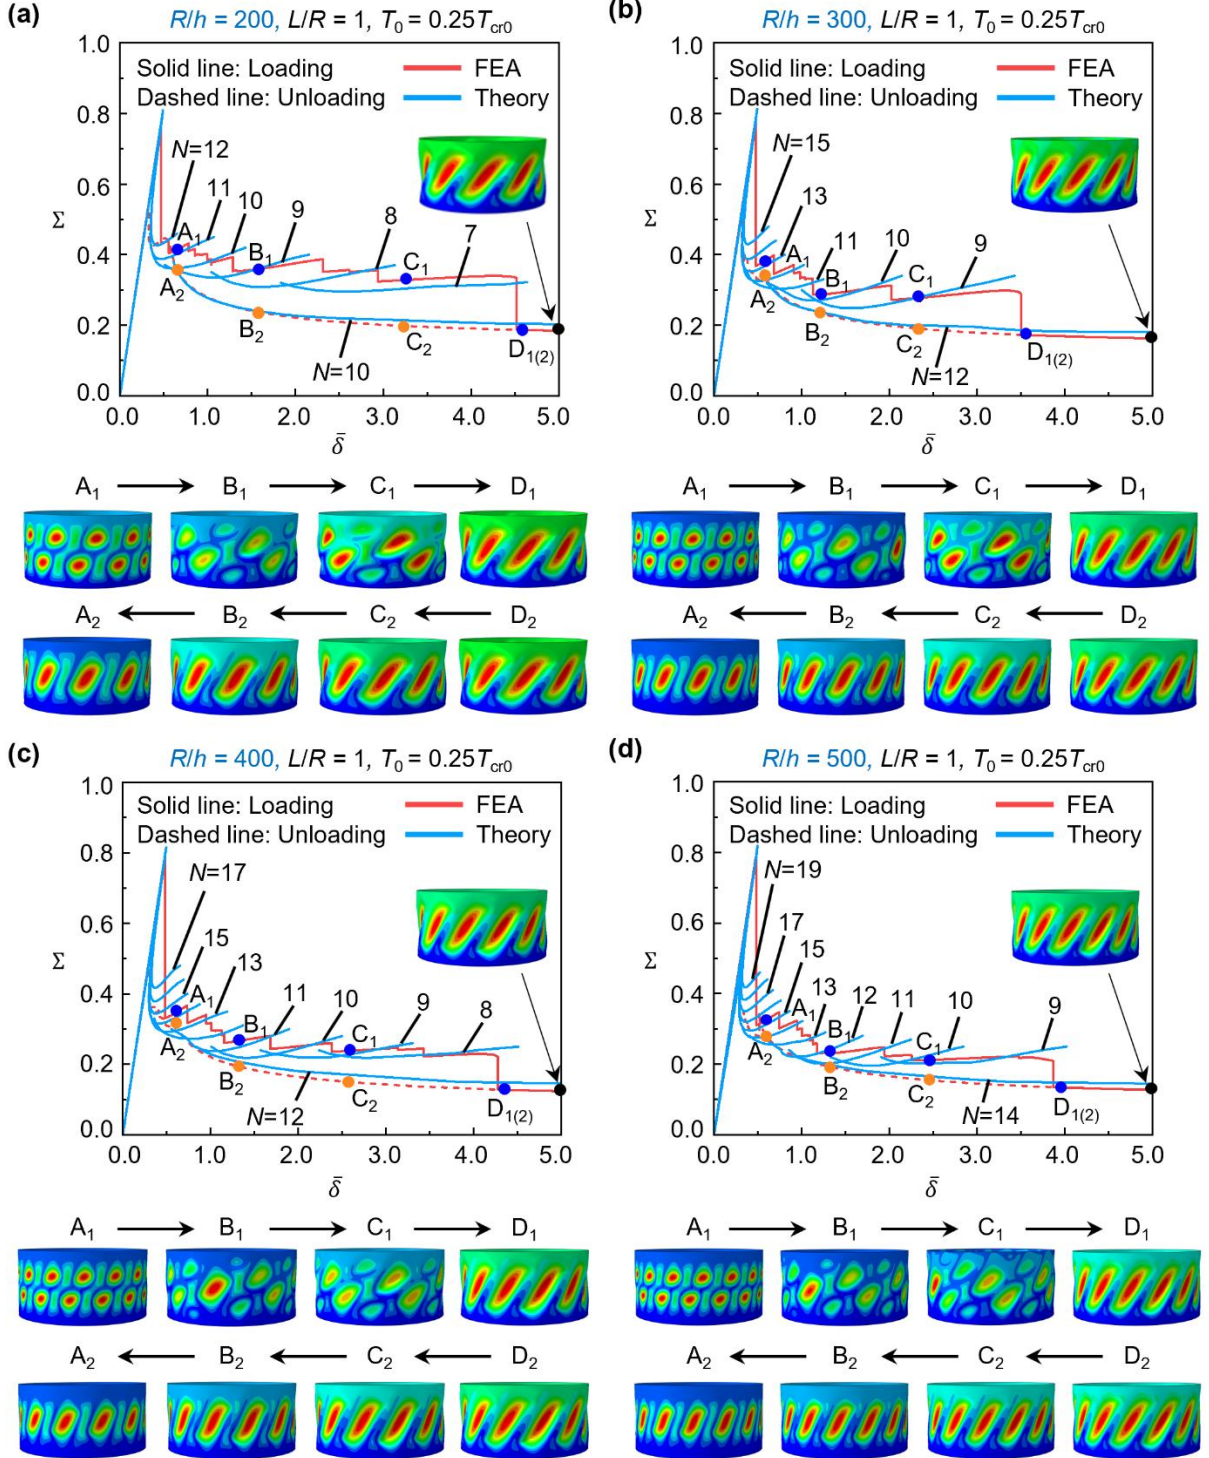 (a)
R/h = 200, L/R = 1, T₀ = 0.25T_cr0
1.0
0.8
0.6
Σ
0.4
0.2
0.0
Solid line: Loading
FEA
Dashed line: Unloading
Theory
N=12
11
10
9
8
7
A₁
B₁
C₁
A₂
B₂
C₂
D₁₍₂₎
N=10
0.0 1.0 2.0 3.0 4.0 5.0
δ̄
A₁ B₁ C₁ D₁
A₂ B₂ C₂ D₂
(b)
R/h = 300, L/R = 1, T₀ = 0.25T_cr0
1.0
0.8
0.6
Σ
0.4
0.2
0.0
Solid line: Loading
FEA
Dashed line: Unloading
Theory
N=15
13
11
10
9
A₁
B₁
C₁
A₂
B₂
C₂
D₁₍₂₎
N=12
0.0 1.0 2.0 3.0 4.0 5.0
δ̄
A₁ B₁ C₁ D₁
A₂ B₂ C₂ D₂
(c)
R/h = 400, L/R = 1, T₀ = 0.25T_cr0
1.0
0.8
0.6
Σ
0.4
0.2
0.0
Solid line: Loading
FEA
Dashed line: Unloading
Theory
N=17
15
13
11
10
9
8
A₁
B₁
C₁
A₂
B₂
C₂
D₁₍₂₎
N=12
0.0 1.0 2.0 3.0 4.0 5.0
δ̄
A₁ B₁ C₁ D₁
A₂ B₂ C₂ D₂
(d)
R/h = 500, L/R = 1, T₀ = 0.25T_cr0
1.0
0.8
0.6
Σ
0.4
0.2
0.0
Solid line: Loading
FEA
Dashed line: Unloading
Theory
N=19
17
15
13
12
11
10
9
A₁
B₁
C₁
A₂
B₂
C₂
D₁₍₂₎
N=14
0.0 1.0 2.0 3.0 4.0 5.0
δ̄
A₁ B₁ C₁ D₁
A₂ B₂ C₂ D₂